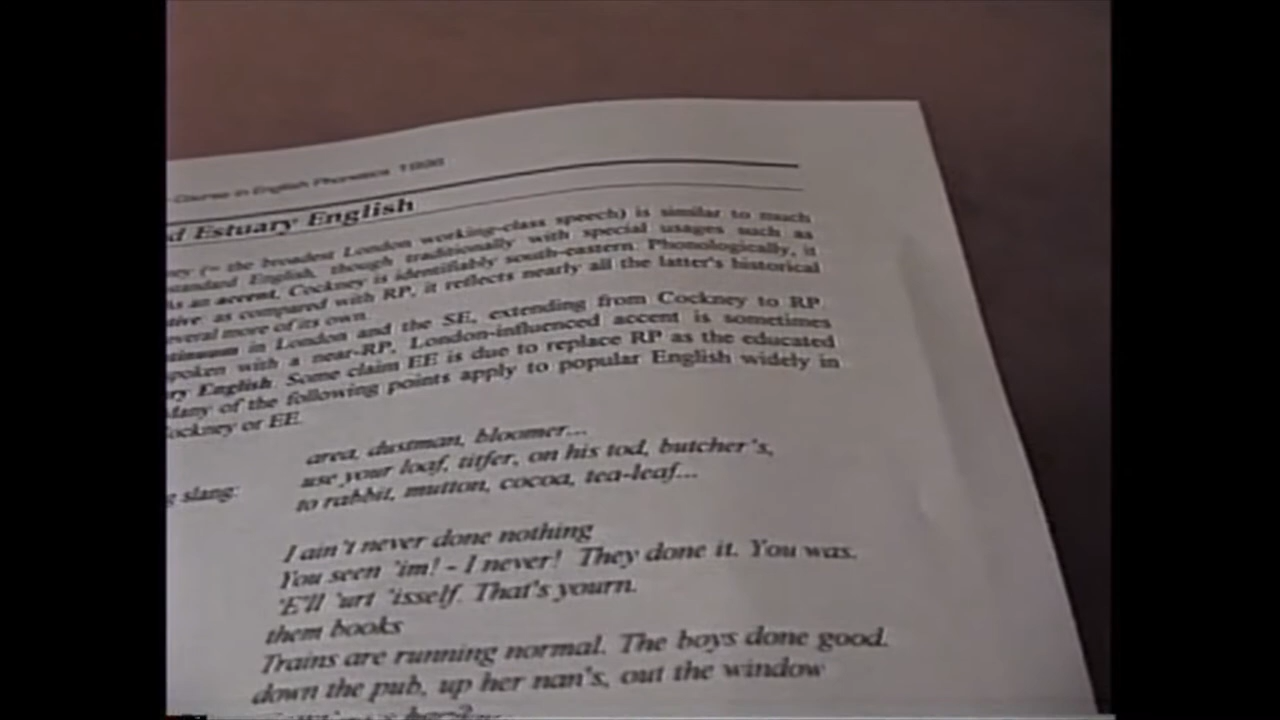 Course in English Phonetics 1998
d Estuary English
ey (= the broadest London working-class speech) is similar to much
standard English, though traditionally with special usages such as
As an accent, Cockney is identifiably south-eastern. Phonologically, it
tive as compared with RP, it reflects nearly all the latter's historical
everal more of its own.
tinuum in London and the SE, extending from Cockney to RP.
poken with a near-RP, London-influenced accent is sometimes
ry English. Some claim EE is due to replace RP as the educated
Many of the following points apply to popular English widely in
ockney or EE.
area, dustman, bloomer...
use your loaf, titfer, on his tod, butcher's,
g slang: to rabbit, mutton, cocoa, tea-leaf...
I ain't never done nothing
You seen 'im! - I never! They done it. You was.
'E'll 'urt 'isself. That's yourn.
them books
Trains are running normal. The boys done good.
down the pub, up her nan's, out the window